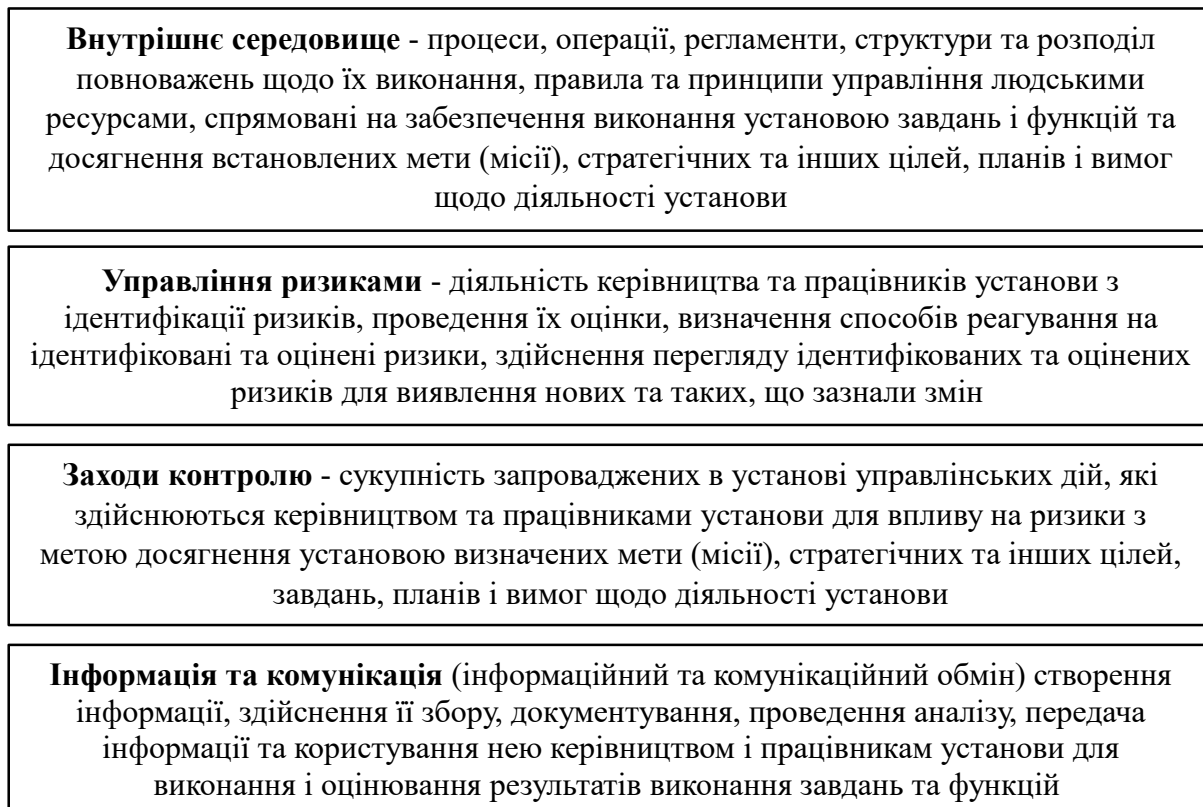 Внутрішнє середовище - процеси, операції, регламенти, структури та розподіл
повноважень щодо їх виконання, правила та принципи управління людськими
ресурсами, спрямовані на забезпечення виконання установою завдань і функцій та
досягнення встановлених мети (місії), стратегічних та інших цілей, планів і вимог
щодо діяльності установи
Управління ризиками - діяльність керівництва та працівників установи з
ідентифікації ризиків, проведення їх оцінки, визначення способів реагування на
ідентифіковані та оцінені ризики, здійснення перегляду ідентифікованих та оцінених
ризиків для виявлення нових та таких, що зазнали змін
Заходи контролю - сукупність запроваджених в установі управлінських дій, які
здійснюються керівництвом та працівниками установи для впливу на ризики з
метою досягнення установою визначених мети (місії), стратегічних та інших цілей,
завдань, планів і вимог щодо діяльності установи
Інформація та комунікація (інформаційний та комунікаційний обмін) створення
інформації, здійснення її збору, документування, проведення аналізу, передача
інформації та користування нею керівництвом і працівникам установи для
виконання і оцінювання результатів виконання завдань та функцій